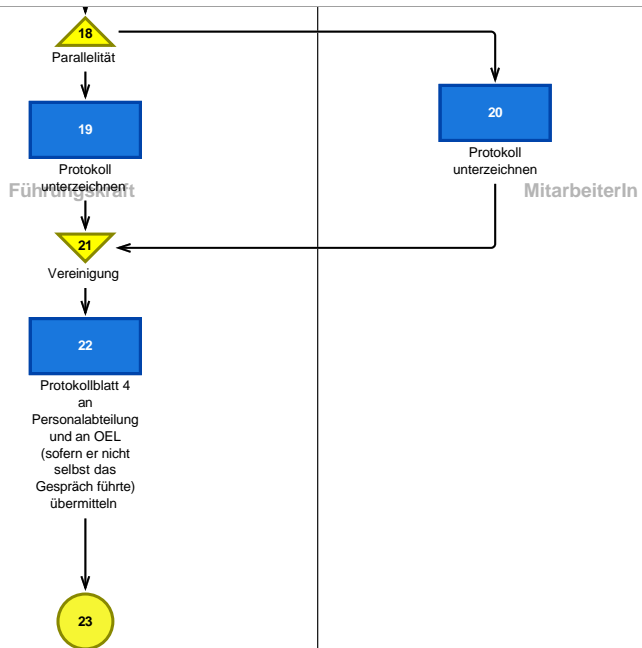 18
Parallelität
19
20
Protokoll
unterzeichnen
Protokoll
unterzeichnen
Führungskraft
MitarbeiterIn
21
Vereinigung
22
Protokollblatt 4
an
Personalabteilung
und an OEL
(sofern er nicht
selbst das
Gespräch führte)
übermitteln
23